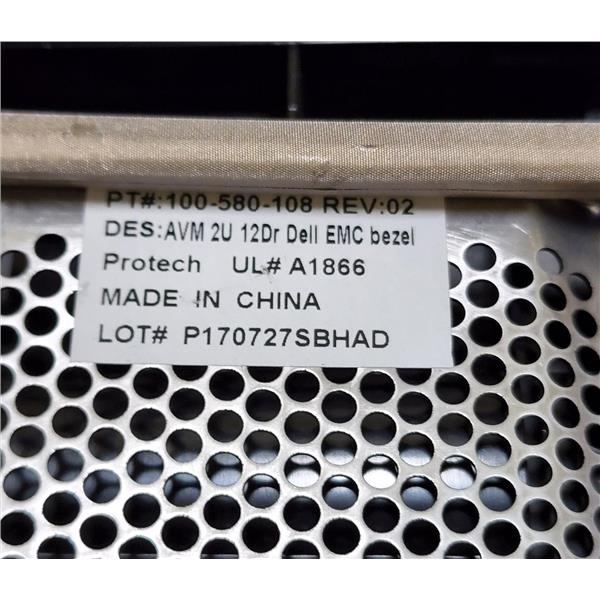 PT#:100-580-108 REV:02
DES:AVM 2U 12Dr Dell EMC bezel
Protech UL# A1866
MADE IN CHINA
LOT# P170727SBHAD